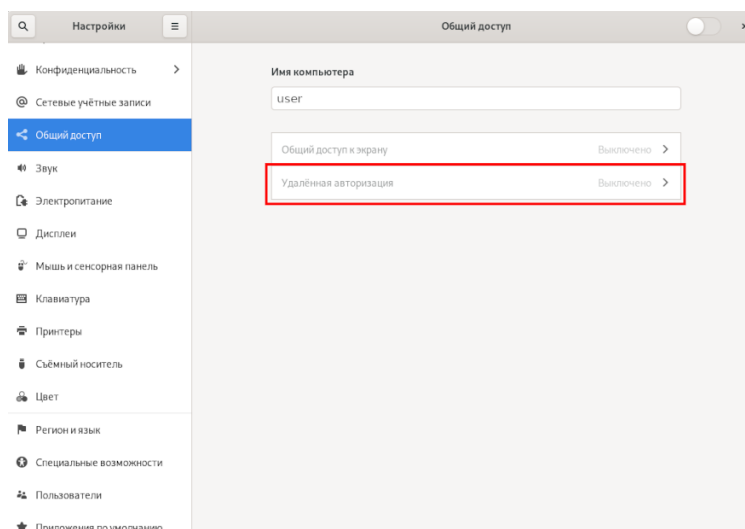 Настройки
Общий доступ
Конфиденциальность
Сетевые учётные записи
Общий доступ
Звук
Электропитание
Дисплеи
Мышь и сенсорная панель
Клавиатура
Принтеры
Съёмный носитель
Цвет
Регион и язык
Специальные возможности
Пользователи
Приложения по умолчанию
Имя компьютера
user
Общий доступ к экрану Выключено
Удалённая авторизация Выключено